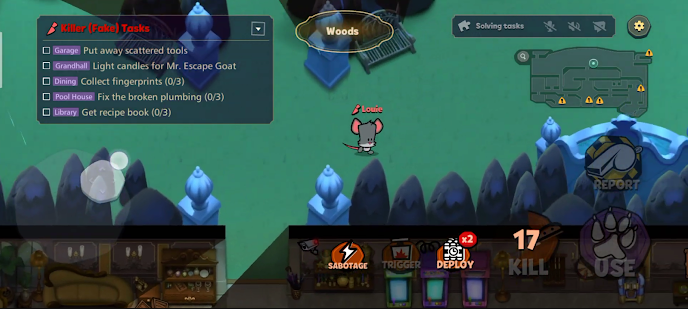 Killer (Fake) Tasks
Garage Put away scattered tools
Grandhall Light candles for Mr. Escape Goat
Dining Collect fingerprints (0/3)
Pool House Fix the broken plumbing (0/3)
Library Get recipe book (0/3)
Woods
Solving tasks
Louie
REPORT
SABOTAGE
TRIGGER
DEPLOY
x2
17
KILL
USE